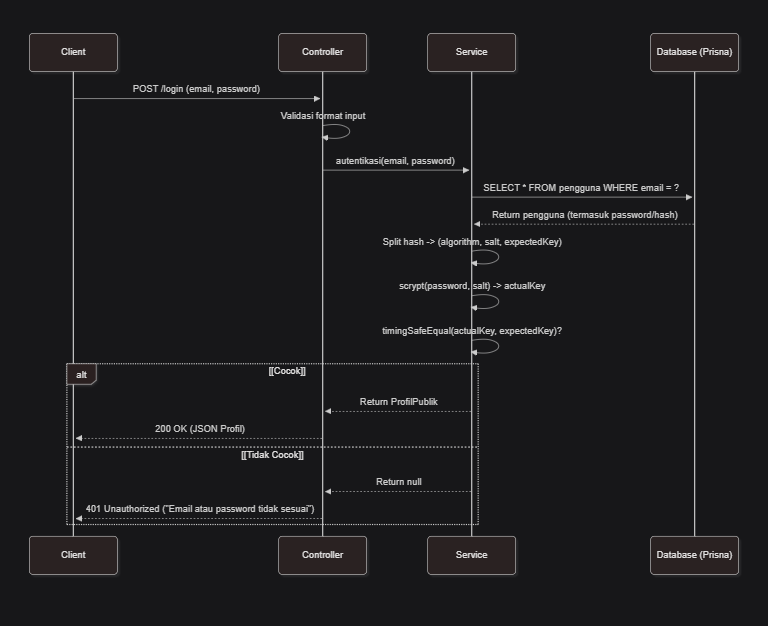 Client
Controller
Service
Database (Prisna)
POST /login (email, password)
Validasi format input
autentikasi(email, password)
SELECT * FROM pengguna WHERE email = ?
Return pengguna (termasuk password/hash)
Split hash -> (algorithm, salt, expectedKey)
scrypt(password, salt) -> actualKey
timingSafeEqual(actualKey, expectedKey)?
alt
[[Cocok]]
Return ProfilPublik
200 OK (JSON Profil)
[[Tidak Cocok]]
Return null
401 Unauthorized ("Email atau password tidak sesuai")
Client
Controller
Service
Database (Prisna)